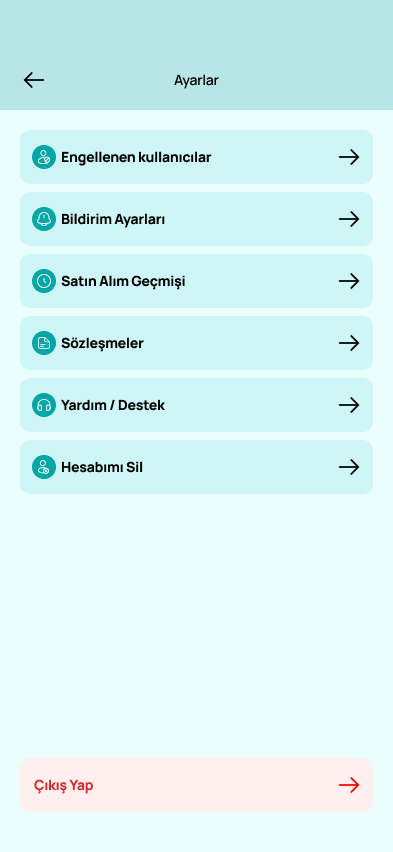 Ayarlar
Engellenen kullanıcılar
Bildirim Ayarları
Satın Alım Geçmişi
Sözleşmeler
Yardım / Destek
Hesabımı Sil
Çıkış Yap